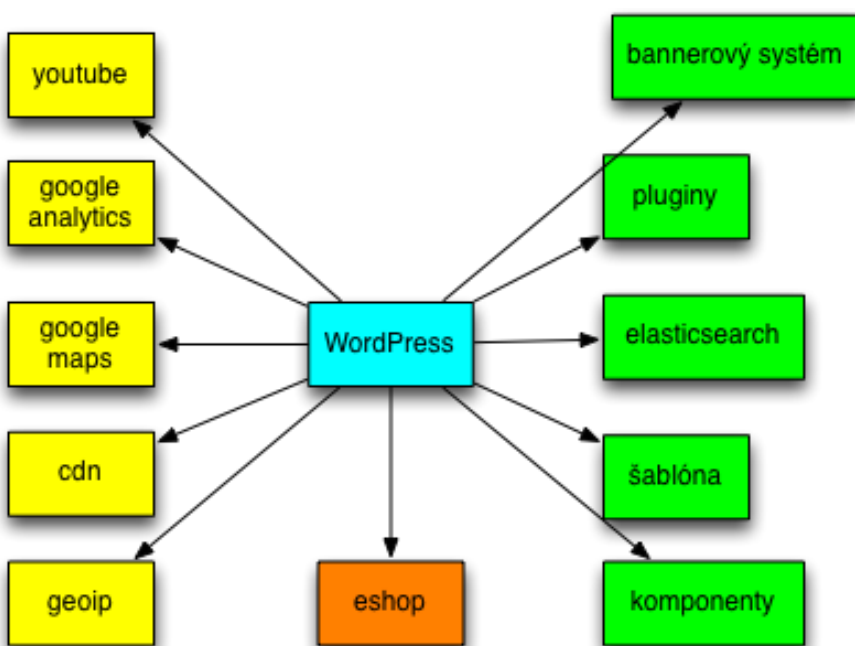 youtube
google
analytics
google
maps
cdn
geoip
WordPress
eshop
bannerový systém
pluginy
elasticsearch
šablóna
komponenty